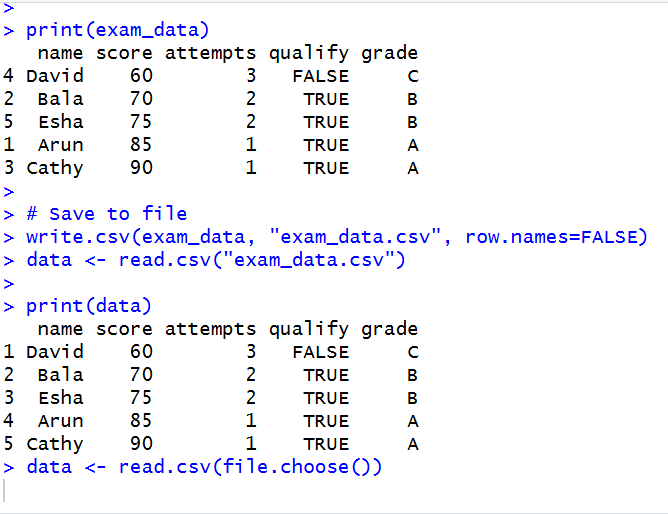 >
> print(exam_data)
   name score attempts qualify grade
4 David    60        3   FALSE     C
2  Bala    70        2    TRUE     B
5  Esha    75        2    TRUE     B
1  Arun    85        1    TRUE     A
3 Cathy    90        1    TRUE     A
>
> # Save to file
> write.csv(exam_data, "exam_data.csv", row.names=FALSE)
> data <- read.csv("exam_data.csv")
>
> print(data)
   name score attempts qualify grade
1 David    60        3   FALSE     C
2  Bala    70        2    TRUE     B
3  Esha    75        2    TRUE     B
4  Arun    85        1    TRUE     A
5 Cathy    90        1    TRUE     A
> data <- read.csv(file.choose())